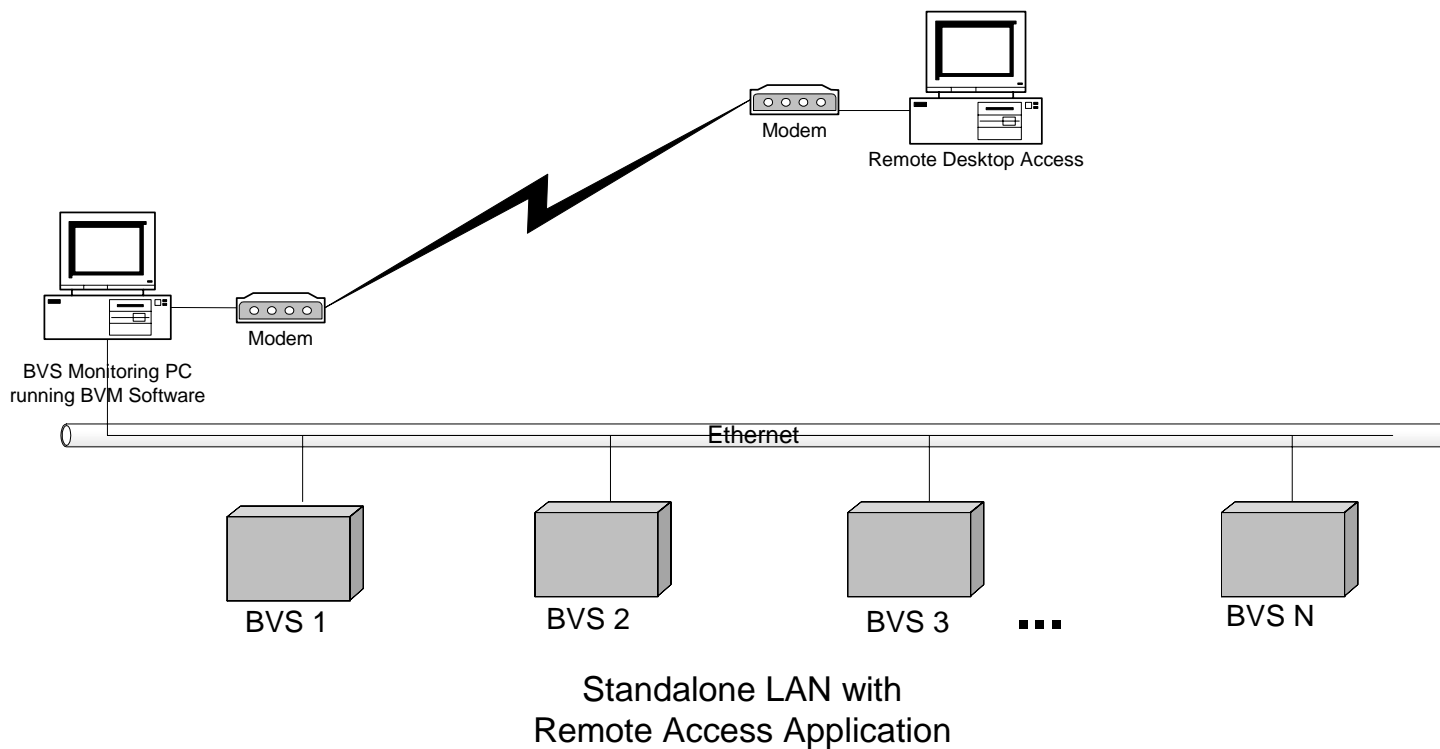 Modem
Remote Desktop Access
Modem
BVS Monitoring PC
running BVM Software
Ethernet
BVS 1
BVS 2
BVS 3
...
BVS N
Standalone LAN with
Remote Access Application